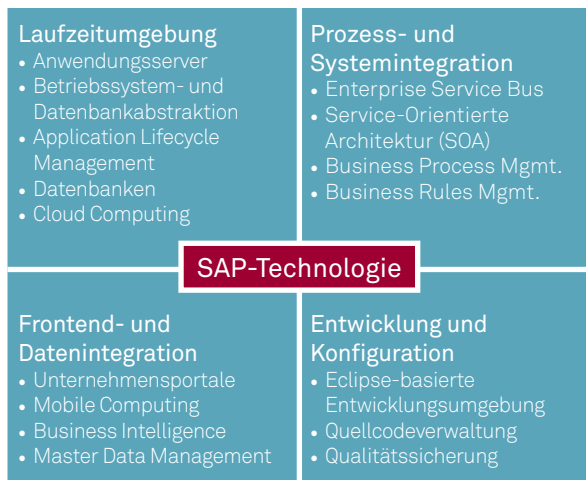 Laufzeitumgebung
• Anwendungsserver
• Betriebssystem- und
Datenbankabstraktion
• Application Lifecycle
Management
• Datenbanken
• Cloud Computing
Prozess- und
Systemintegration
• Enterprise Service Bus
• Service-Orientierte
Architektur (SOA)
• Business Process Mgmt.
• Business Rules Mgmt.
SAP-Technologie
Frontend- und
Datenintegration
• Unternehmensportale
• Mobile Computing
• Business Intelligence
• Master Data Management
Entwicklung und
Konfiguration
• Eclipse-basierte
Entwicklungsumgebung
• Quellcodeverwaltung
• Qualitätssicherung